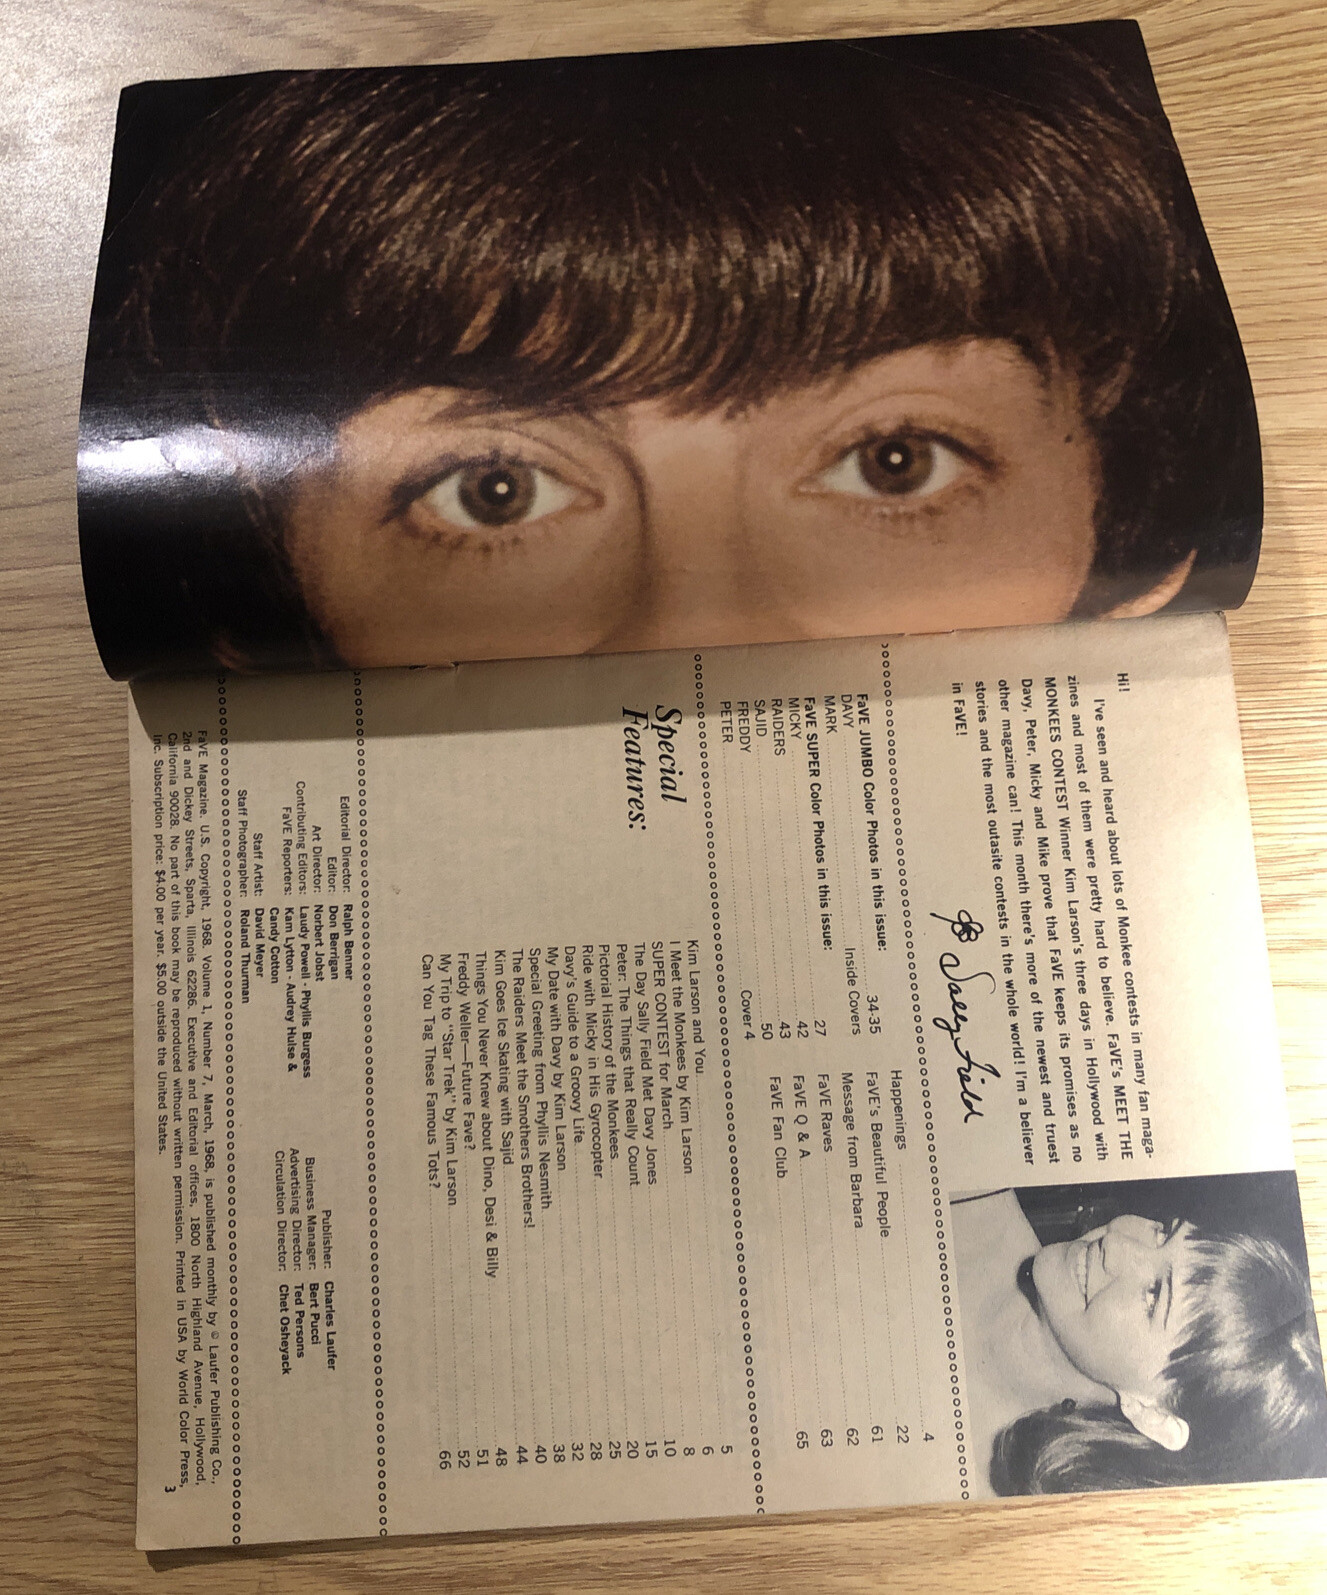 Hi!
I've seen and heard about lots of Monkee contests in many fan maga-
zines and most of them were pretty hard to believe. FaVE's MEET THE
MONKEES CONTEST Winner Kim Larson's three days in Hollywood with
Davy, Peter, Micky and Mike prove that FaVE keeps its promises as no
other magazine can! This month there's more of the newest and truest
stories and the most outasite contests in the whole world! I'm a believer
in FaVE!
Sally Field
FaVE JUMBO Color Photos in this issue:
DAVY 34-35
MARK Inside Covers
FaVE SUPER Color Photos in this issue:
MICKY 27
RAIDERS 42
SAJID 43
FREDDY 50
PETER Cover 4
4
Happenings 22
FaVE's Beautiful People 61
Message from Barbara 62
FaVE Raves 63
FaVE Q & A 65
FaVE Fan Club
Special
Features:
5
Kim Larson and You 6
I Meet the Monkees by Kim Larson 8
SUPER CONTEST for March 10
The Day Sally Field Met Davy Jones 15
Peter: The Things that Really Count 20
Pictorial History of the Monkees 25
Ride with Micky in His Gyrocopter 28
Davy's Guide to a Groovy Life 32
My Date with Davy by Kim Larson 38
Special Greeting from Phyllis Nesmith 40
The Raiders Meet the Smothers Brothers! 44
Kim Goes Ice Skating with Sajid 48
Things You Never Knew about Dino, Desi & Billy 51
Freddy Weller—Future Fave? 52
My Trip to "Star Trek" by Kim Larson 66
Can You Tag These Famous Tots?
Editorial Director: Ralph Benner
Editor: Don Berrigan
Art Director: Norbert Jobst
Contributing Editors: Laudy Powell · Phyllis Burgess
FaVE Reporters: Kam Lytton · Audrey Hulse &
Candy Cotton
Staff Artist: David Meyer
Staff Photographer: Roland Thurman
Publisher: Charles Laufer
Business Manager: Bert Pucci
Advertising Director: Ted Persons
Circulation Director: Chet Osheyack
FaVE Magazine. U.S. Copyright, 1968. Volume 1, Number 7, March, 1968, is published monthly by © Laufer Publishing Co.,
2nd and Dickey Streets, Sparta, Illinois 62286. Executive and Editorial offices, 1800 North Highland Avenue, Hollywood,
California 90028. No part of this book may be reproduced without written permission. Printed in USA by World Color Press,
Inc. Subscription price: $4.00 per year. $5.00 outside the United States.
3